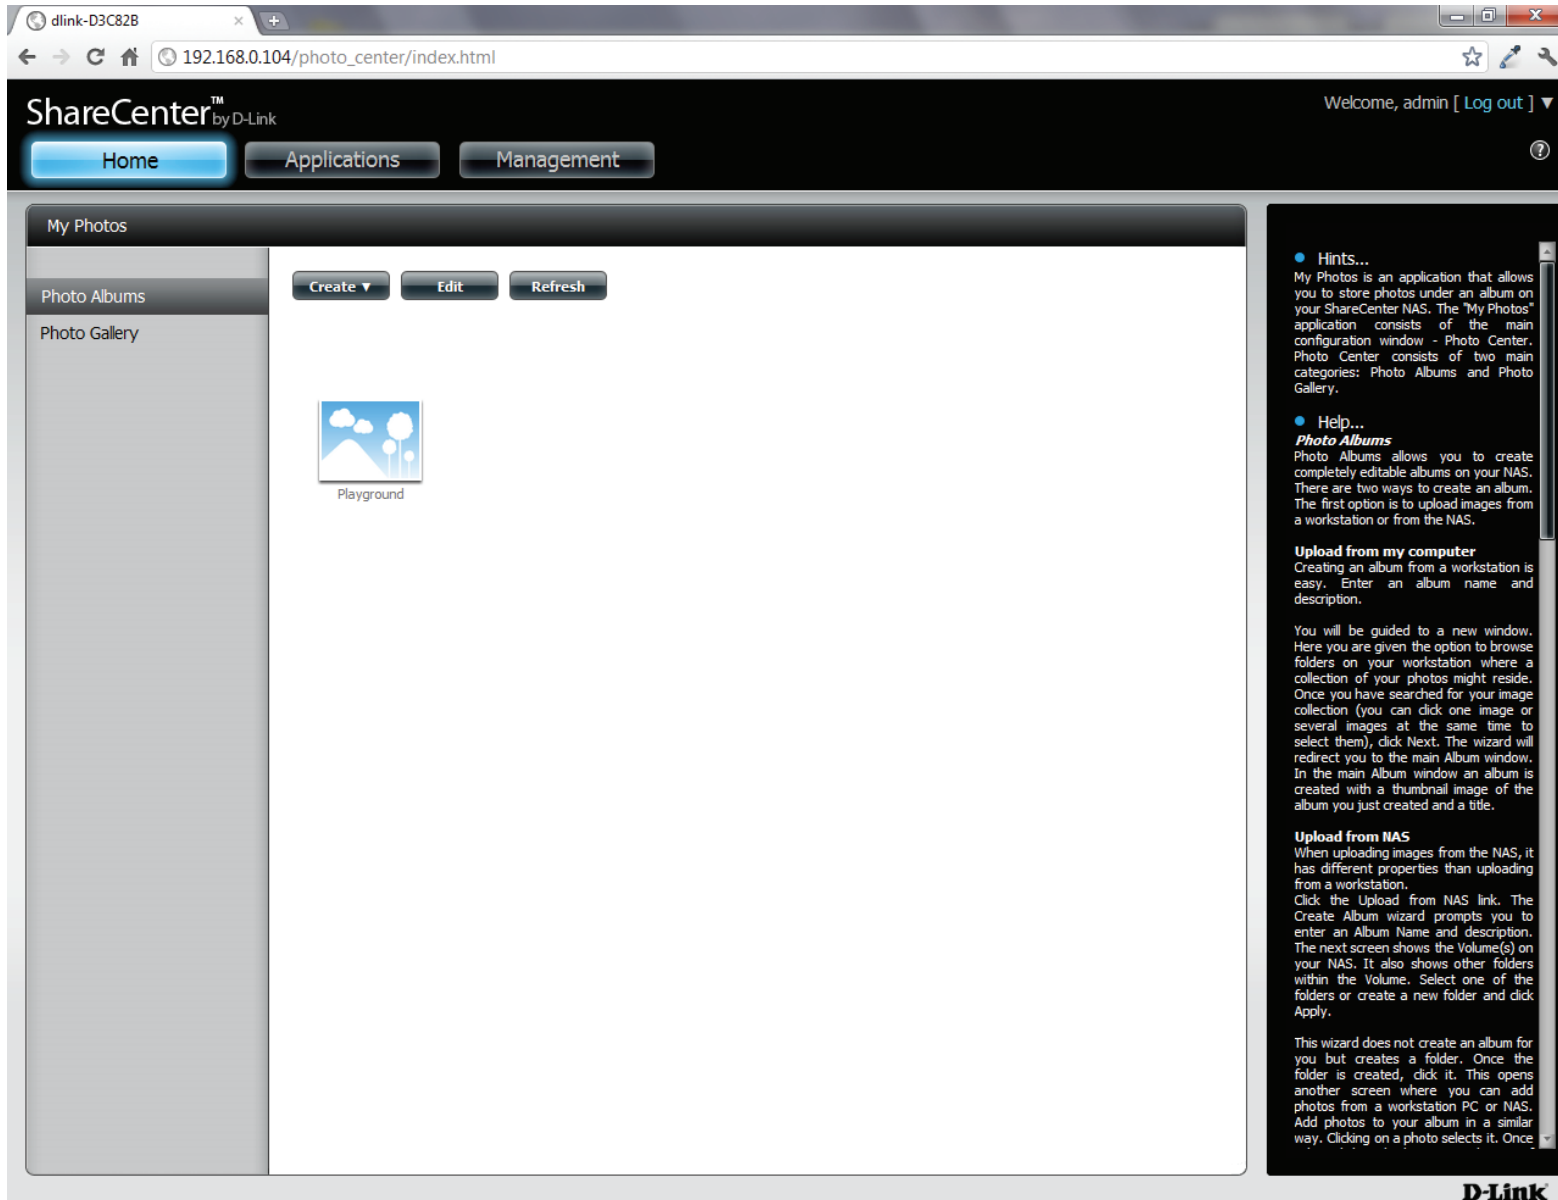 dlink-D3C82B
192.168.0.104/photo_center/index.html
ShareCenter™ by D-Link
Welcome, admin [ Log out ] ▼
Home
Applications
Management
My Photos
Photo Albums
Photo Gallery
Create ▼
Edit
Refresh
Playground
Hints...
My Photos is an application that allows
you to store photos under an album on
your ShareCenter NAS. The "My Photos"
application consists of the main
configuration window - Photo Center.
Photo Center consists of two main
categories: Photo Albums and Photo
Gallery.
Help...
Photo Albums
Photo Albums allows you to create
completely editable albums on your NAS.
There are two ways to create an album.
The first option is to upload images from
a workstation or from the NAS.
Upload from my computer
Creating an album from a workstation is
easy. Enter an album name and
description.
You will be guided to a new window.
Here you are given the option to browse
folders on your workstation where a
collection of your photos might reside.
Once you have searched for your image
collection (you can click one image or
several images at the same time to
select them), click Next. The wizard will
redirect you to the main Album window.
In the main Album window an album is
created with a thumbnail image of the
album you just created and a title.
Upload from NAS
When uploading images from the NAS, it
has different properties than uploading
from a workstation.
Click the Upload from NAS link. The
Create Album wizard prompts you to
enter an Album Name and description.
The next screen shows the Volume(s) on
your NAS. It also shows other folders
within the Volume. Select one of the
folders or create a new folder and click
Apply.
This wizard does not create an album for
you but creates a folder. Once the
folder is created, click it. This opens
another screen where you can add
photos from a workstation PC or NAS.
Add photos to your album in a similar
way. Clicking on a photo selects it. Once
D-Link